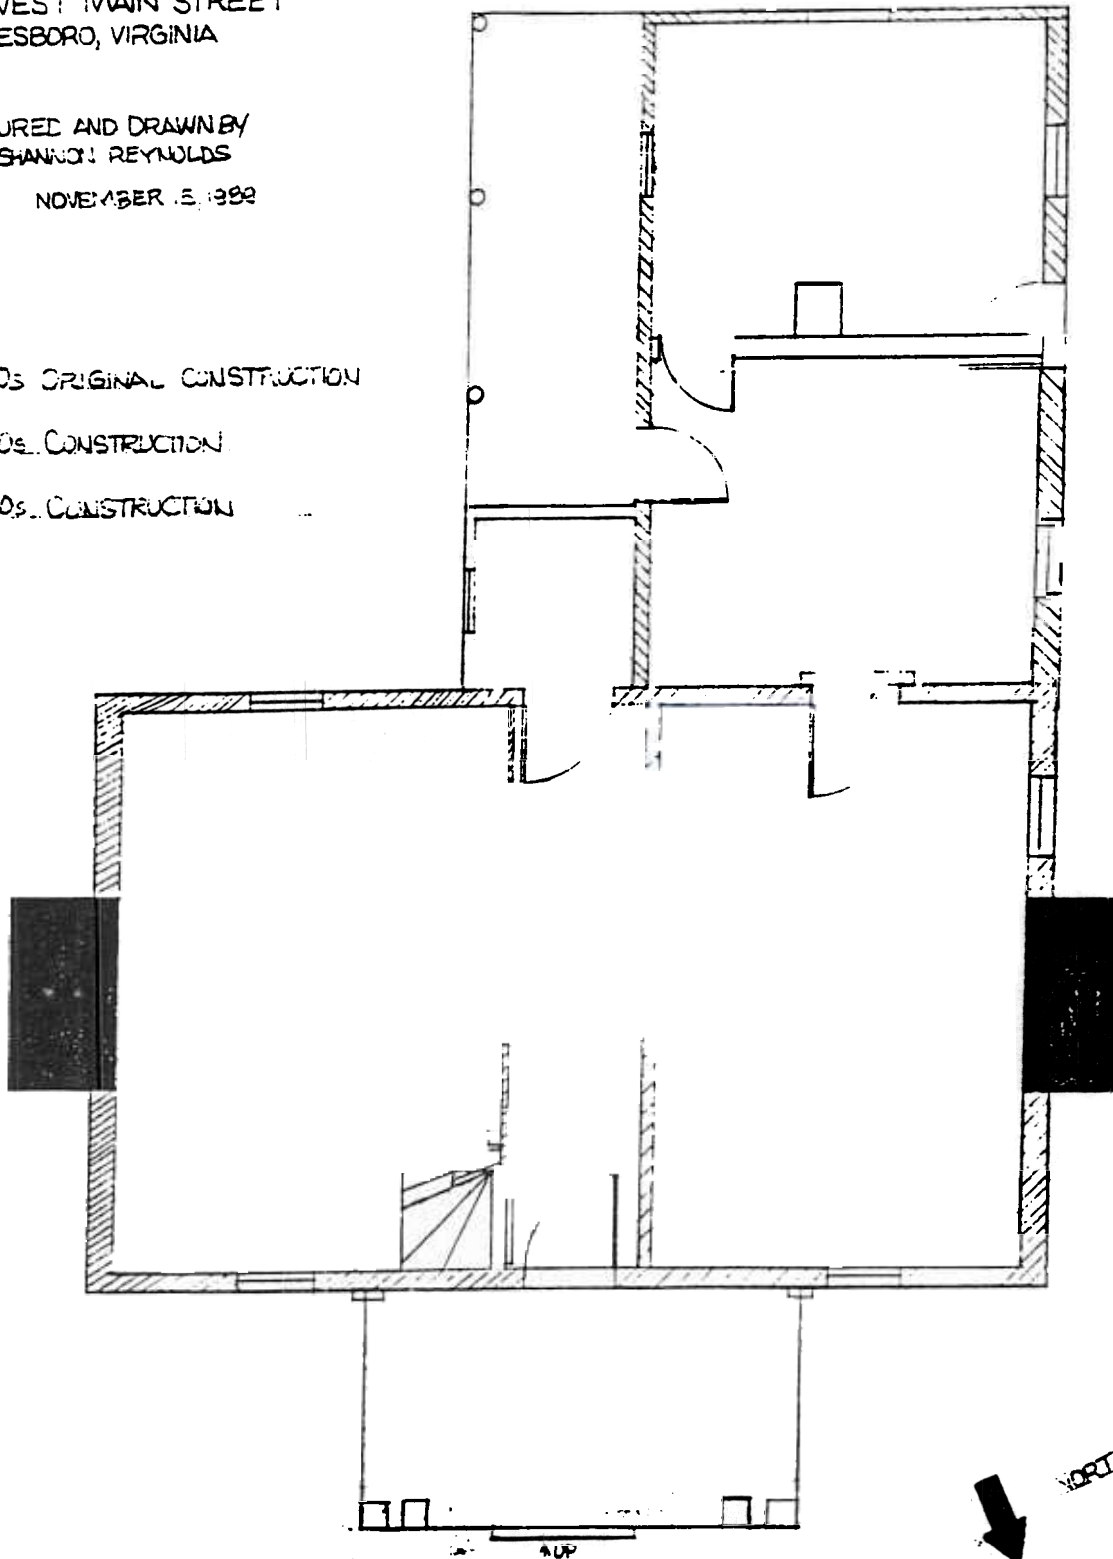 WEST MAIN STREET
ESBORO, VIRGINIA
URED AND DRAWN BY
SHANNON REYNOLDS
NOVEMBER 1989
0s ORIGINAL CONSTRUCTION
0s CONSTRUCTION
0s CONSTRUCTION
NORT
UP